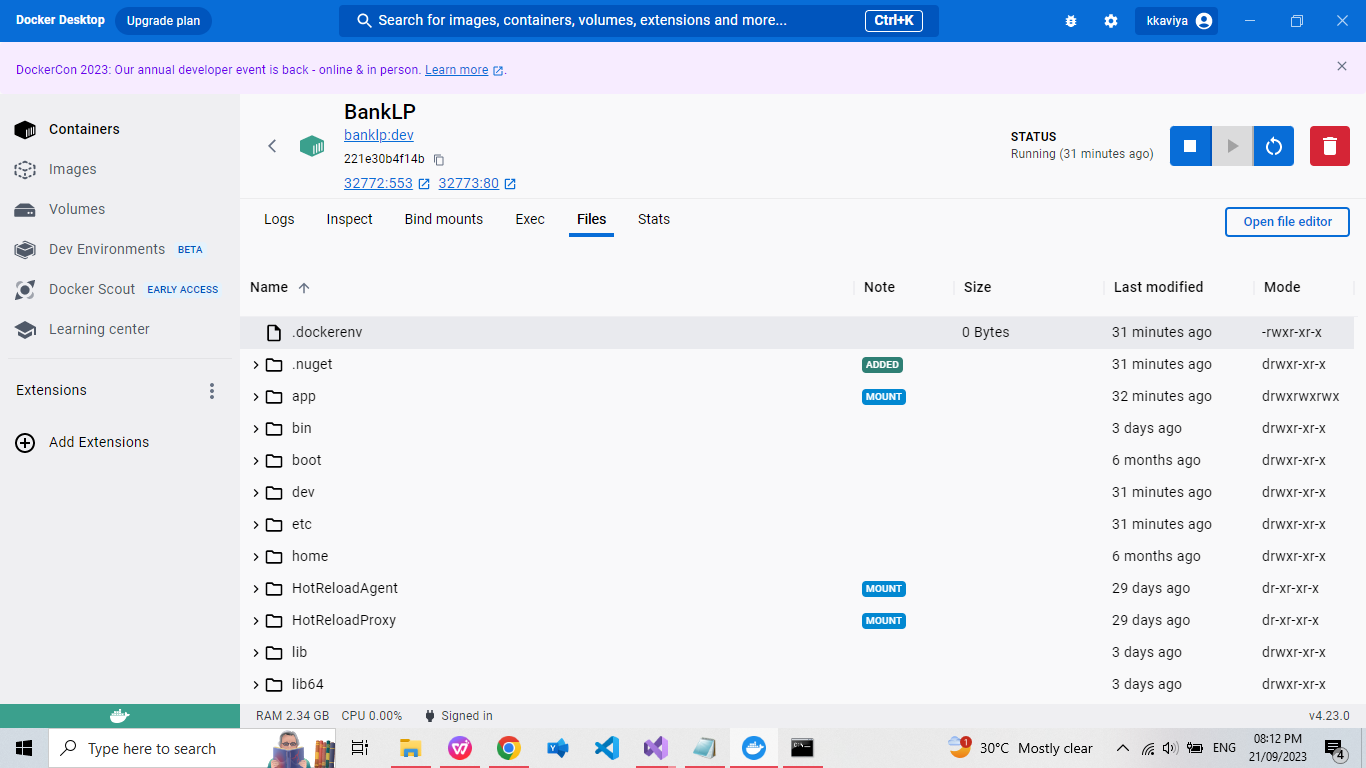 Docker Desktop Upgrade plan Search for images, containers, volumes, extensions and more... Ctrl+K kkaviya
DockerCon 2023: Our annual developer event is back - online & in person. Learn more .
Containers
Images
Volumes
Dev Environments BETA
Docker Scout EARLY ACCESS
Learning center
Extensions
Add Extensions
BankLP
banklp:dev
221e30b4f14b
32772:553 32773:80
STATUS
Running (31 minutes ago)
Logs Inspect Bind mounts Exec Files Stats Open file editor
Name Note Size Last modified Mode
.dockerenv 0 Bytes 31 minutes ago -rwxr-xr-x
.nuget ADDED 31 minutes ago drwxr-xr-x
app MOUNT 32 minutes ago drwxrwxrwx
bin 3 days ago drwxr-xr-x
boot 6 months ago drwxr-xr-x
dev 31 minutes ago drwxr-xr-x
etc 31 minutes ago drwxr-xr-x
home 6 months ago drwxr-xr-x
HotReloadAgent MOUNT 29 days ago dr-xr-xr-x
HotReloadProxy MOUNT 29 days ago dr-xr-xr-x
lib 3 days ago drwxr-xr-x
lib64 3 days ago drwxr-xr-x
RAM 2.34 GB CPU 0.00% Signed in v4.23.0
Type here to search 1 30°C Mostly clear ENG 08:12 PM
21/09/2023 4